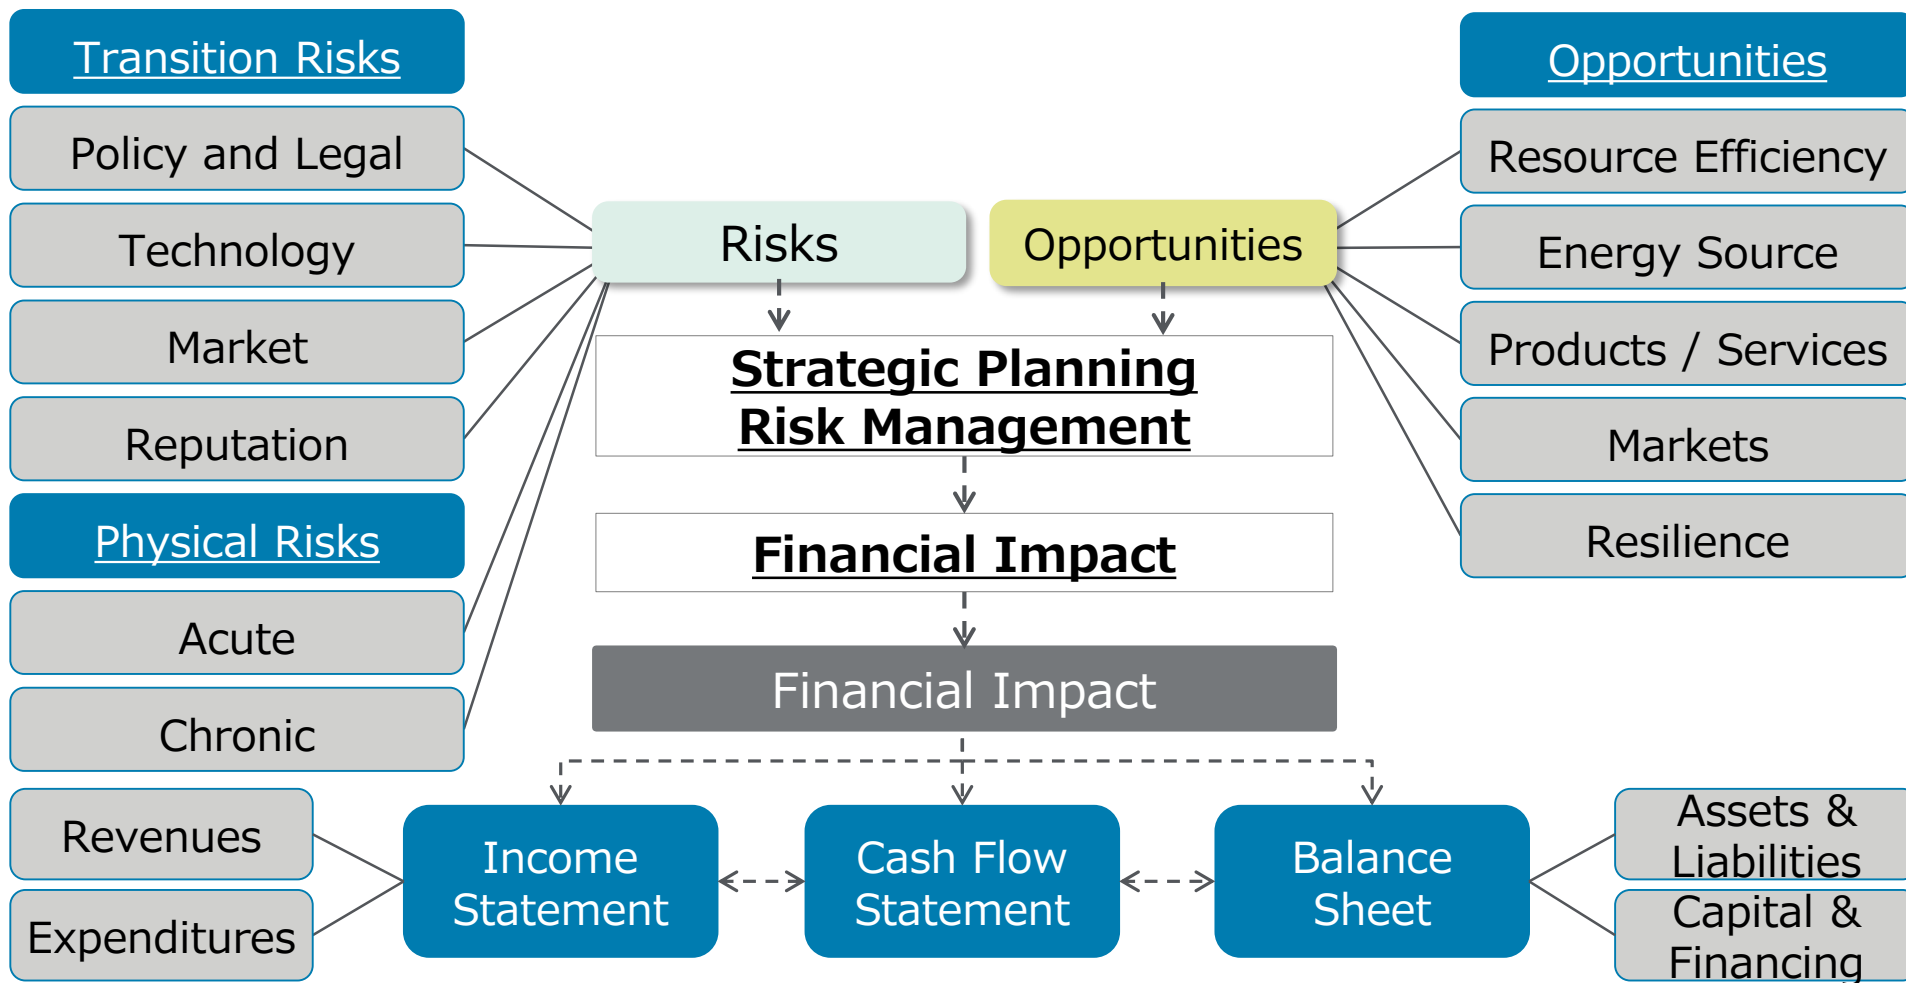 Transition Risks
Policy and Legal
Technology
Market
Reputation
Physical Risks
Acute
Chronic
Risks
Opportunities
Strategic Planning
Risk Management
Financial Impact
Financial Impact
Opportunities
Resource Efficiency
Energy Source
Products / Services
Markets
Resilience
Revenues
Expenditures
Income
Statement
Cash Flow
Statement
Balance
Sheet
Assets &
Liabilities
Capital &
Financing